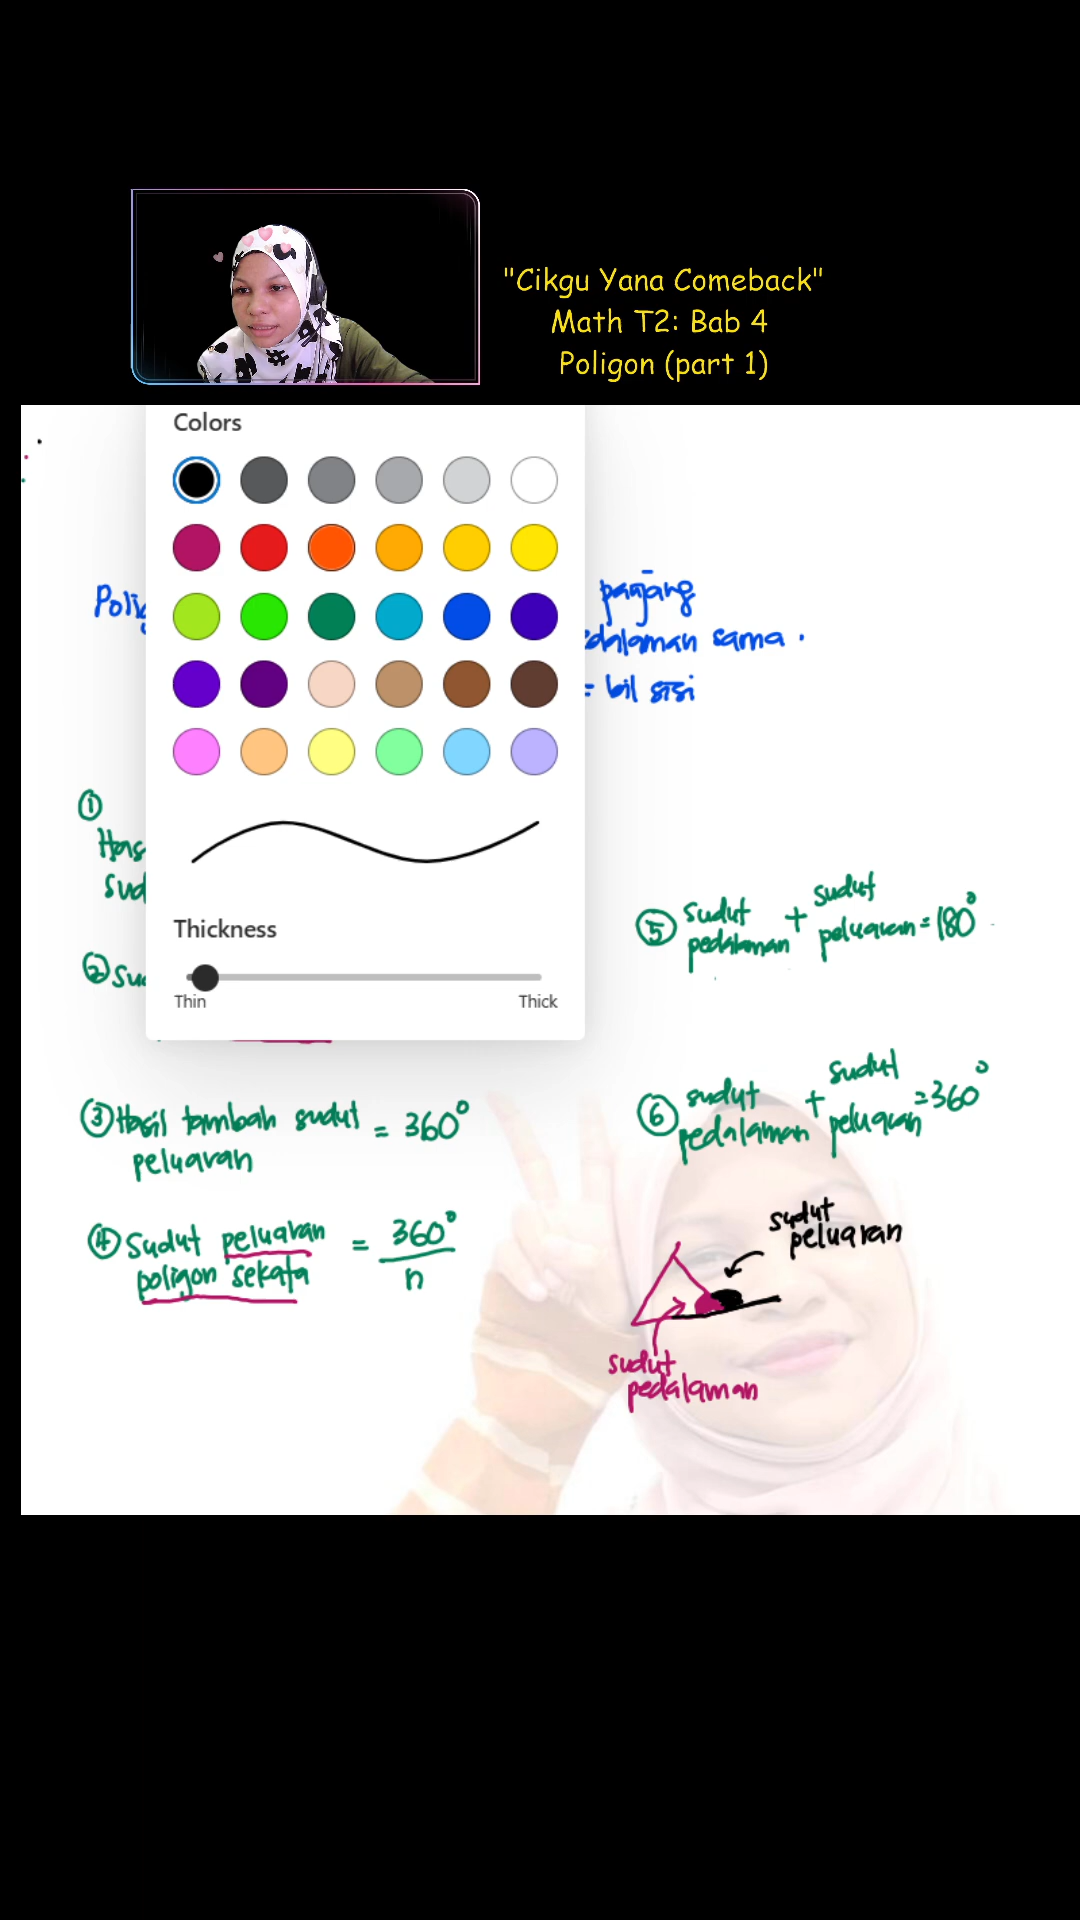 "Cikgu Yana Comeback"
Math T2: Bab 4
Poligon (part 1)
Colors
Thickness
Thin
Thick
panjang
dalaman sama.
= bil sisi
①
②
③ Hasil tambah sudut = 360°
peluaran
④ Sudut peluaran = 360°
poligon sekata
n
⑤ sudut + sudut
pedalaman peluaran = 180°
⑥ sudut + sudut = 360°
pedalaman peluaran
sudut
peluaran
sudut
pedalaman